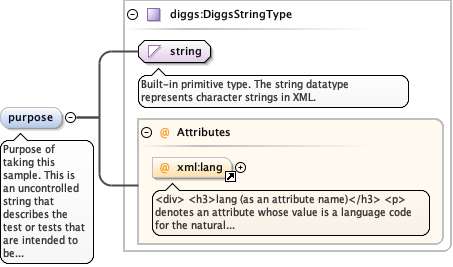 diggs:DiggsStringType
string
Built-in primitive type. The string datatype
represents character strings in XML.
purpose
Purpose of
taking this
sample. This is
an uncontrolled
string that
describes the
test or tests that
are intended to
be...
@ Attributes
@ xml:lang
<div> <h3>lang (as an attribute name)</h3> <p>
denotes an attribute whose value is a language code
for the natural...